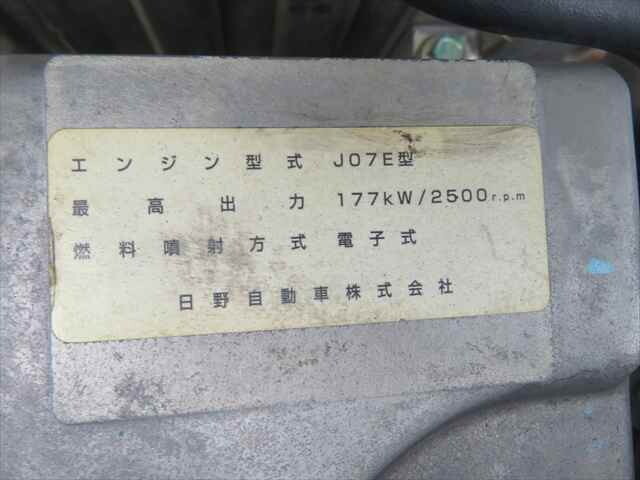 エンジン型式 J07E型
最高出力 177kW/2500r.p.m
燃料噴射方式 電子式
日野自動車株式会社